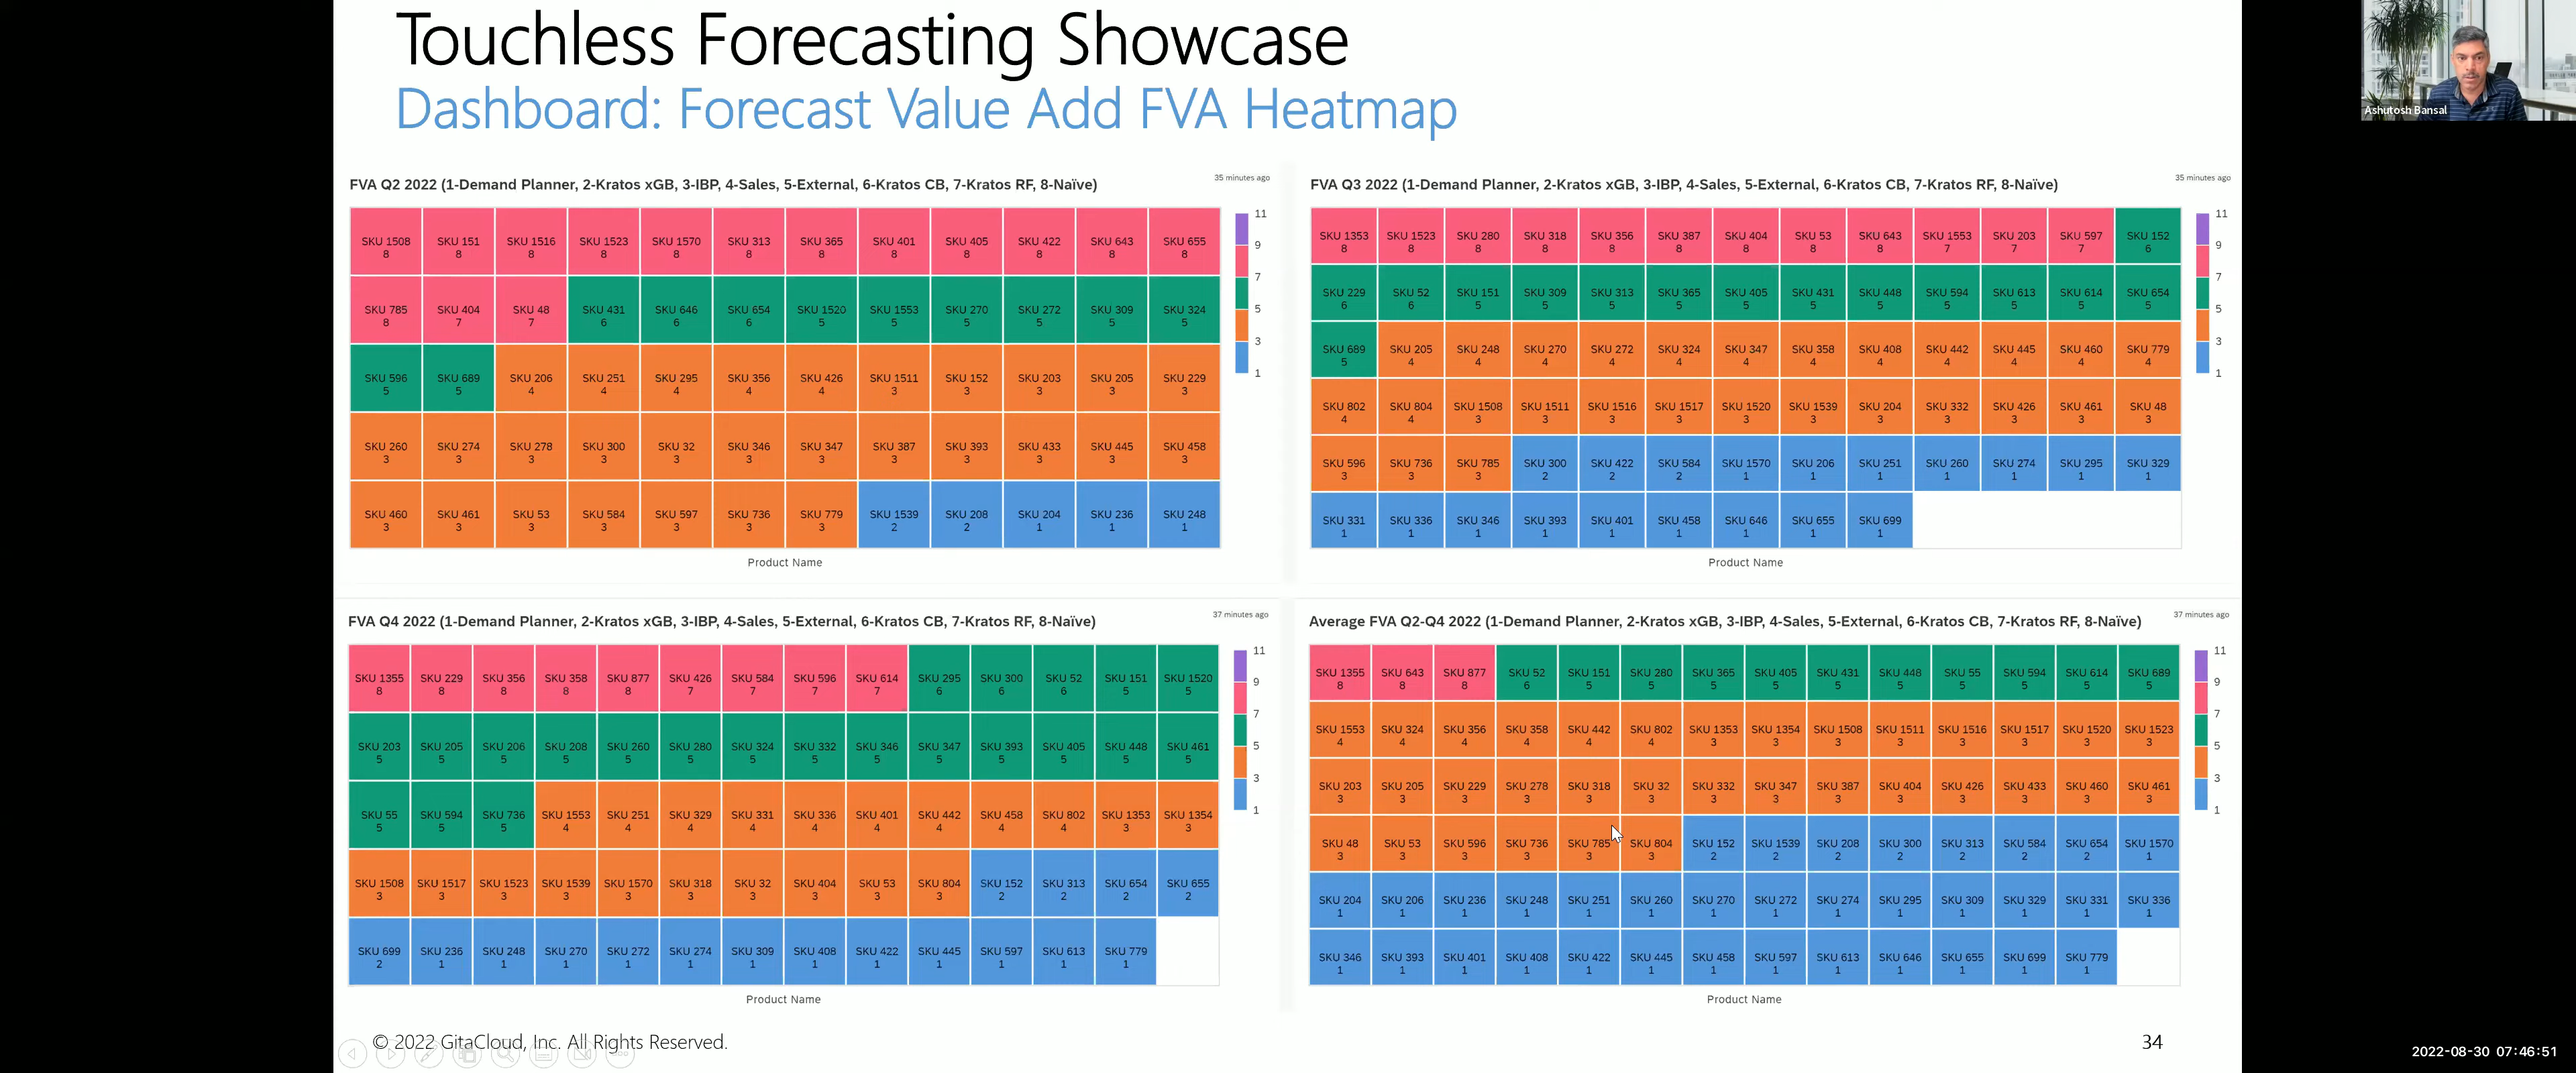 Touchless Forecasting Showcase
Dashboard: Forecast Value Add FVA Heatmap
Ashutosh Bansal
FVA Q2 2022 (1-Demand Planner, 2-Kratos xGB, 3-IBP, 4-Sales, 5-External, 6-Kratos CB, 7-Kratos RF, 8-Naïve)
35 minutes ago
SKU 1508 SKU 151 SKU 1516 SKU 1523 SKU 1570 SKU 313 SKU 365 SKU 401 SKU 405 SKU 422 SKU 643 SKU 655
8 8 8 8 8 8 8 8 8 8 8 8
SKU 785 SKU 404 SKU 48 SKU 431 SKU 646 SKU 654 SKU 1520 SKU 1553 SKU 270 SKU 272 SKU 309 SKU 324
8 7 7 6 6 6 5 5 5 5 5 5
SKU 596 SKU 689 SKU 206 SKU 251 SKU 295 SKU 356 SKU 426 SKU 1511 SKU 152 SKU 203 SKU 205 SKU 229
5 5 4 4 4 4 4 3 3 3 3 3
SKU 260 SKU 274 SKU 278 SKU 300 SKU 32 SKU 346 SKU 347 SKU 387 SKU 393 SKU 433 SKU 445 SKU 458
3 3 3 3 3 3 3 3 3 3 3 3
SKU 460 SKU 461 SKU 53 SKU 584 SKU 597 SKU 736 SKU 779 SKU 1539 SKU 208 SKU 204 SKU 236 SKU 248
3 3 3 3 3 3 3 2 2 1 1 1
11
9
7
5
3
1
Product Name
FVA Q3 2022 (1-Demand Planner, 2-Kratos xGB, 3-IBP, 4-Sales, 5-External, 6-Kratos CB, 7-Kratos RF, 8-Naïve)
35 minutes ago
SKU 1353 SKU 1523 SKU 280 SKU 318 SKU 356 SKU 387 SKU 404 SKU 53 SKU 643 SKU 1553 SKU 203 SKU 597 SKU 152
8 8 8 8 8 8 8 8 8 7 7 7 6
SKU 229 SKU 52 SKU 151 SKU 309 SKU 313 SKU 365 SKU 405 SKU 431 SKU 448 SKU 594 SKU 613 SKU 614 SKU 654
6 6 5 5 5 5 5 5 5 5 5 5 5
SKU 689 SKU 205 SKU 248 SKU 270 SKU 272 SKU 324 SKU 347 SKU 358 SKU 408 SKU 442 SKU 445 SKU 460 SKU 779
5 4 4 4 4 4 4 4 4 4 4 4 4
SKU 802 SKU 804 SKU 1508 SKU 1511 SKU 1516 SKU 1517 SKU 1520 SKU 1539 SKU 204 SKU 332 SKU 426 SKU 461 SKU 48
4 4 3 3 3 3 3 3 3 3 3 3 3
SKU 596 SKU 736 SKU 785 SKU 300 SKU 422 SKU 584 SKU 1570 SKU 206 SKU 251 SKU 260 SKU 274 SKU 295 SKU 329
3 3 3 2 2 2 1 1 1 1 1 1 1
SKU 331 SKU 336 SKU 346 SKU 393 SKU 401 SKU 458 SKU 646 SKU 655 SKU 699
1 1 1 1 1 1 1 1 1
11
9
7
5
3
1
Product Name
FVA Q4 2022 (1-Demand Planner, 2-Kratos xGB, 3-IBP, 4-Sales, 5-External, 6-Kratos CB, 7-Kratos RF, 8-Naïve)
37 minutes ago
SKU 1355 SKU 229 SKU 356 SKU 358 SKU 877 SKU 426 SKU 584 SKU 596 SKU 614 SKU 295 SKU 300 SKU 52 SKU 151 SKU 1520
8 8 8 8 8 7 7 7 7 6 6 6 5 5
SKU 203 SKU 205 SKU 206 SKU 208 SKU 260 SKU 280 SKU 324 SKU 332 SKU 346 SKU 347 SKU 393 SKU 405 SKU 448 SKU 461
5 5 5 5 5 5 5 5 5 5 5 5 5 5
SKU 55 SKU 594 SKU 736 SKU 1553 SKU 251 SKU 329 SKU 331 SKU 336 SKU 401 SKU 442 SKU 458 SKU 802 SKU 1353 SKU 1354
5 5 5 4 4 4 4 4 4 4 4 4 3 3
SKU 1508 SKU 1517 SKU 1523 SKU 1539 SKU 1570 SKU 318 SKU 32 SKU 404 SKU 53 SKU 804 SKU 152 SKU 313 SKU 654 SKU 655
3 3 3 3 3 3 3 3 3 3 2 2 2 2
SKU 699 SKU 236 SKU 248 SKU 270 SKU 272 SKU 274 SKU 309 SKU 408 SKU 422 SKU 445 SKU 597 SKU 613 SKU 779
2 1 1 1 1 1 1 1 1 1 1 1 1
11
9
7
5
3
1
Product Name
Average FVA Q2-Q4 2022 (1-Demand Planner, 2-Kratos xGB, 3-IBP, 4-Sales, 5-External, 6-Kratos CB, 7-Kratos RF, 8-Naïve)
37 minutes ago
SKU 1355 SKU 643 SKU 877 SKU 52 SKU 151 SKU 280 SKU 365 SKU 405 SKU 431 SKU 448 SKU 55 SKU 594 SKU 614 SKU 689
8 8 8 6 5 5 5 5 5 5 5 5 5 5
SKU 1553 SKU 324 SKU 356 SKU 358 SKU 442 SKU 802 SKU 1353 SKU 1354 SKU 1508 SKU 1511 SKU 1516 SKU 1517 SKU 1520 SKU 1523
4 4 4 4 4 4 3 3 3 3 3 3 3 3
SKU 203 SKU 205 SKU 229 SKU 278 SKU 318 SKU 32 SKU 332 SKU 347 SKU 387 SKU 404 SKU 426 SKU 433 SKU 460 SKU 461
3 3 3 3 3 3 3 3 3 3 3 3 3 3
SKU 48 SKU 53 SKU 596 SKU 736 SKU 785 SKU 804 SKU 152 SKU 1539 SKU 208 SKU 300 SKU 313 SKU 584 SKU 654 SKU 1570
3 3 3 3 3 3 2 2 2 2 2 2 2 1
SKU 204 SKU 206 SKU 236 SKU 248 SKU 251 SKU 260 SKU 270 SKU 272 SKU 274 SKU 295 SKU 309 SKU 329 SKU 331 SKU 336
1 1 1 1 1 1 1 1 1 1 1 1 1 1
SKU 346 SKU 393 SKU 401 SKU 408 SKU 422 SKU 445 SKU 458 SKU 597 SKU 613 SKU 646 SKU 655 SKU 699 SKU 779
1 1 1 1 1 1 1 1 1 1 1 1 1
11
9
7
5
3
1
Product Name
© 2022 GitaCloud, Inc. All Rights Reserved.
34
2022-08-30 07:46:51